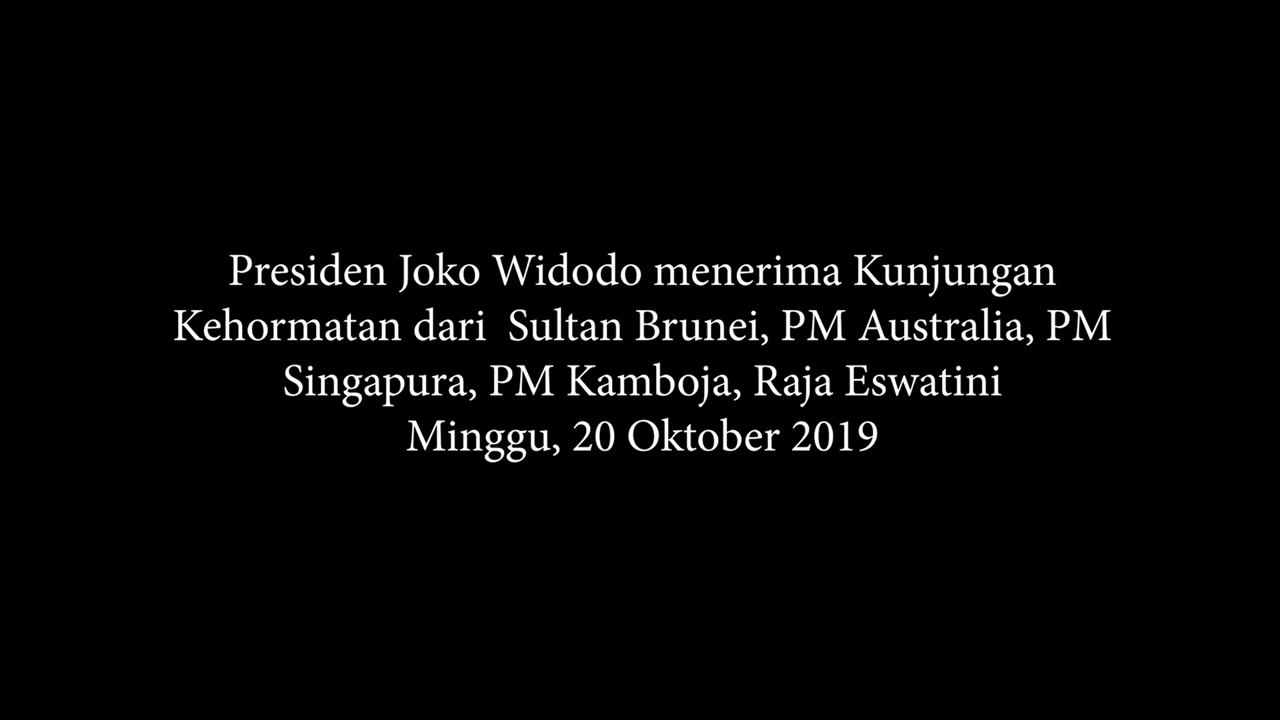 Presiden Joko Widodo menerima Kunjungan
Kehormatan dari  Sultan Brunei, PM Australia, PM
Singapura, PM Kamboja, Raja Eswatini
Minggu, 20 Oktober 2019